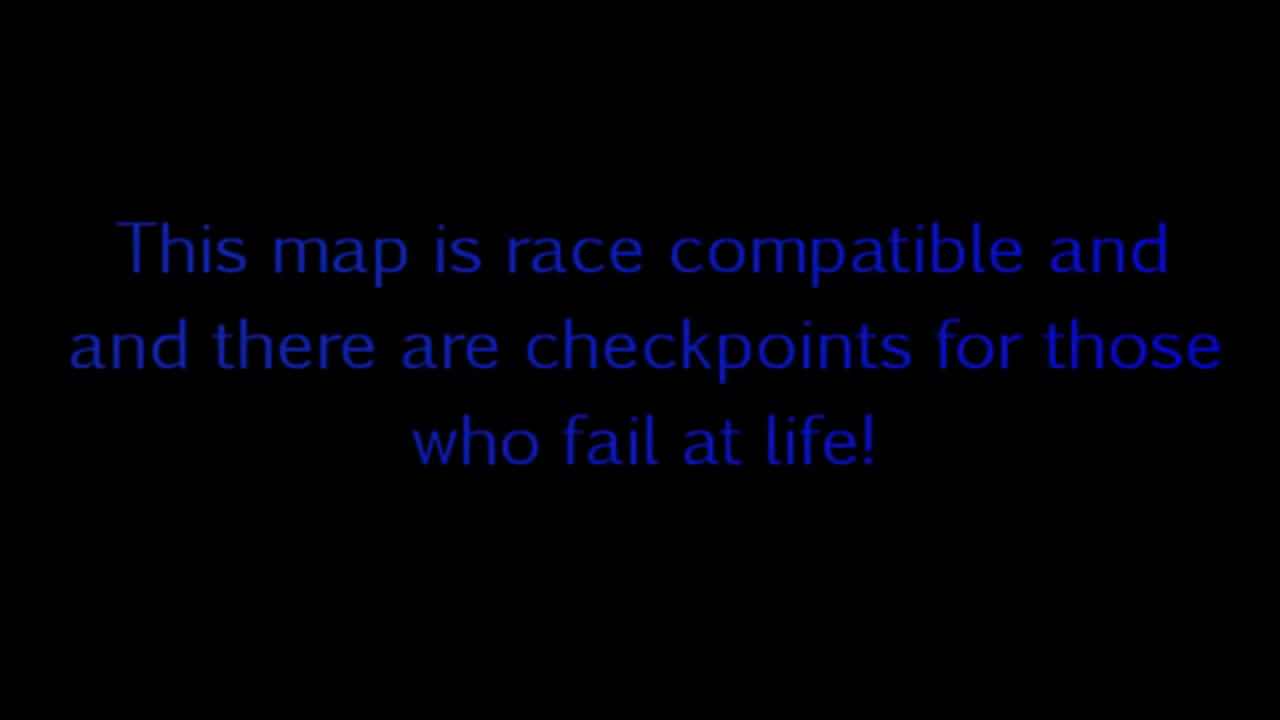 This map is race compatible and
and there are checkpoints for those
who fail at life!